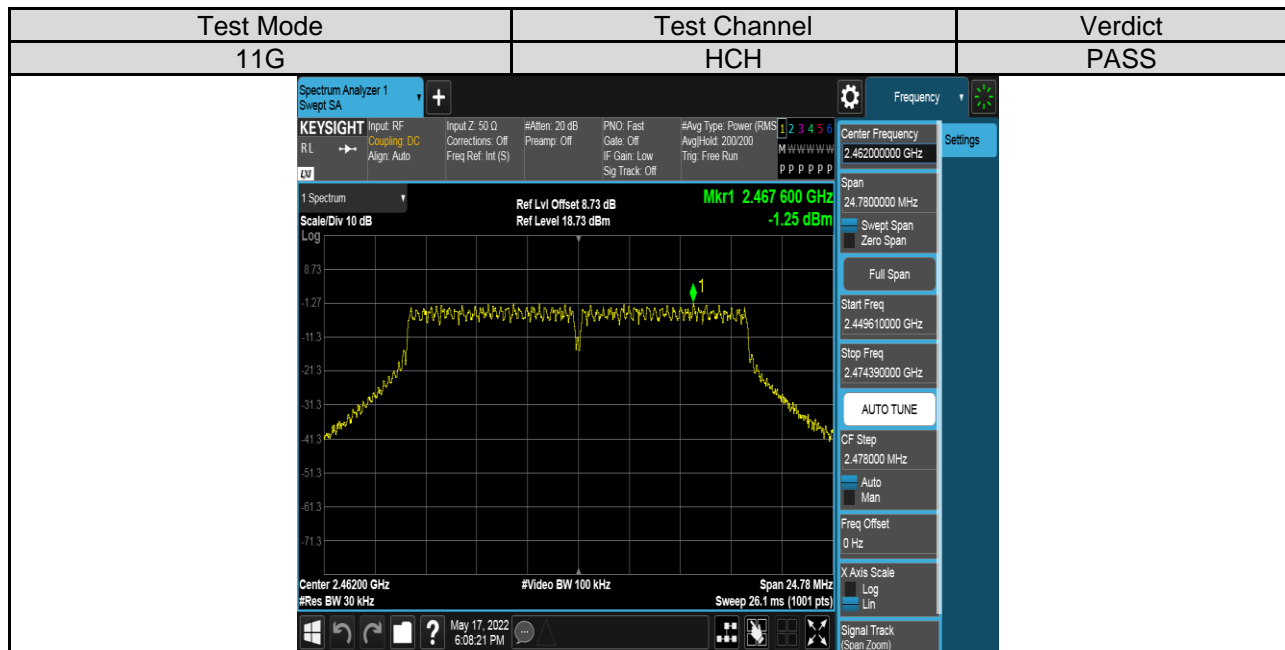 Test Mode Test Channel Verdict
11G HCH PASS
Spectrum Analyzer 1
Swept SA
+
Frequency
KEYSIGHT
RL
LXI
Input: RF
Coupling: DC
Align: Auto
Input Z: 50 Ω
Corrections: Off
Freq Ref: Int (S)
#Atten: 20 dB
Preamp: Off
PNO: Fast
Gate: Off
IF Gain: Low
Sig Track: Off
#Avg Type: Power (RMS
Avg|Hold: 200/200
Trig: Free Run
1 2 3 4 5 6
M W W W W W
P P P P P P
Center Frequency
2.462000000 GHz
Settings
Span
24.7800000 MHz
Swept Span
Zero Span
Full Span
Start Freq
2.449610000 GHz
Stop Freq
2.474390000 GHz
AUTO TUNE
CF Step
2.478000 MHz
Auto
Man
Freq Offset
0 Hz
X Axis Scale
Log
Lin
Signal Track
(Span Zoom)
1 Spectrum
Scale/Div 10 dB
Ref Lvl Offset 8.73 dB
Ref Level 18.73 dBm
Mkr1 2.467 600 GHz
-1.25 dBm
Log
8.73
-1.27
-11.3
-21.3
-31.3
-41.3
-51.3
-61.3
-71.3
1
Center 2.46200 GHz
#Res BW 30 kHz
#Video BW 100 kHz
Span 24.78 MHz
Sweep 26.1 ms (1001 pts)
?
May 17, 2022
6:08:21 PM